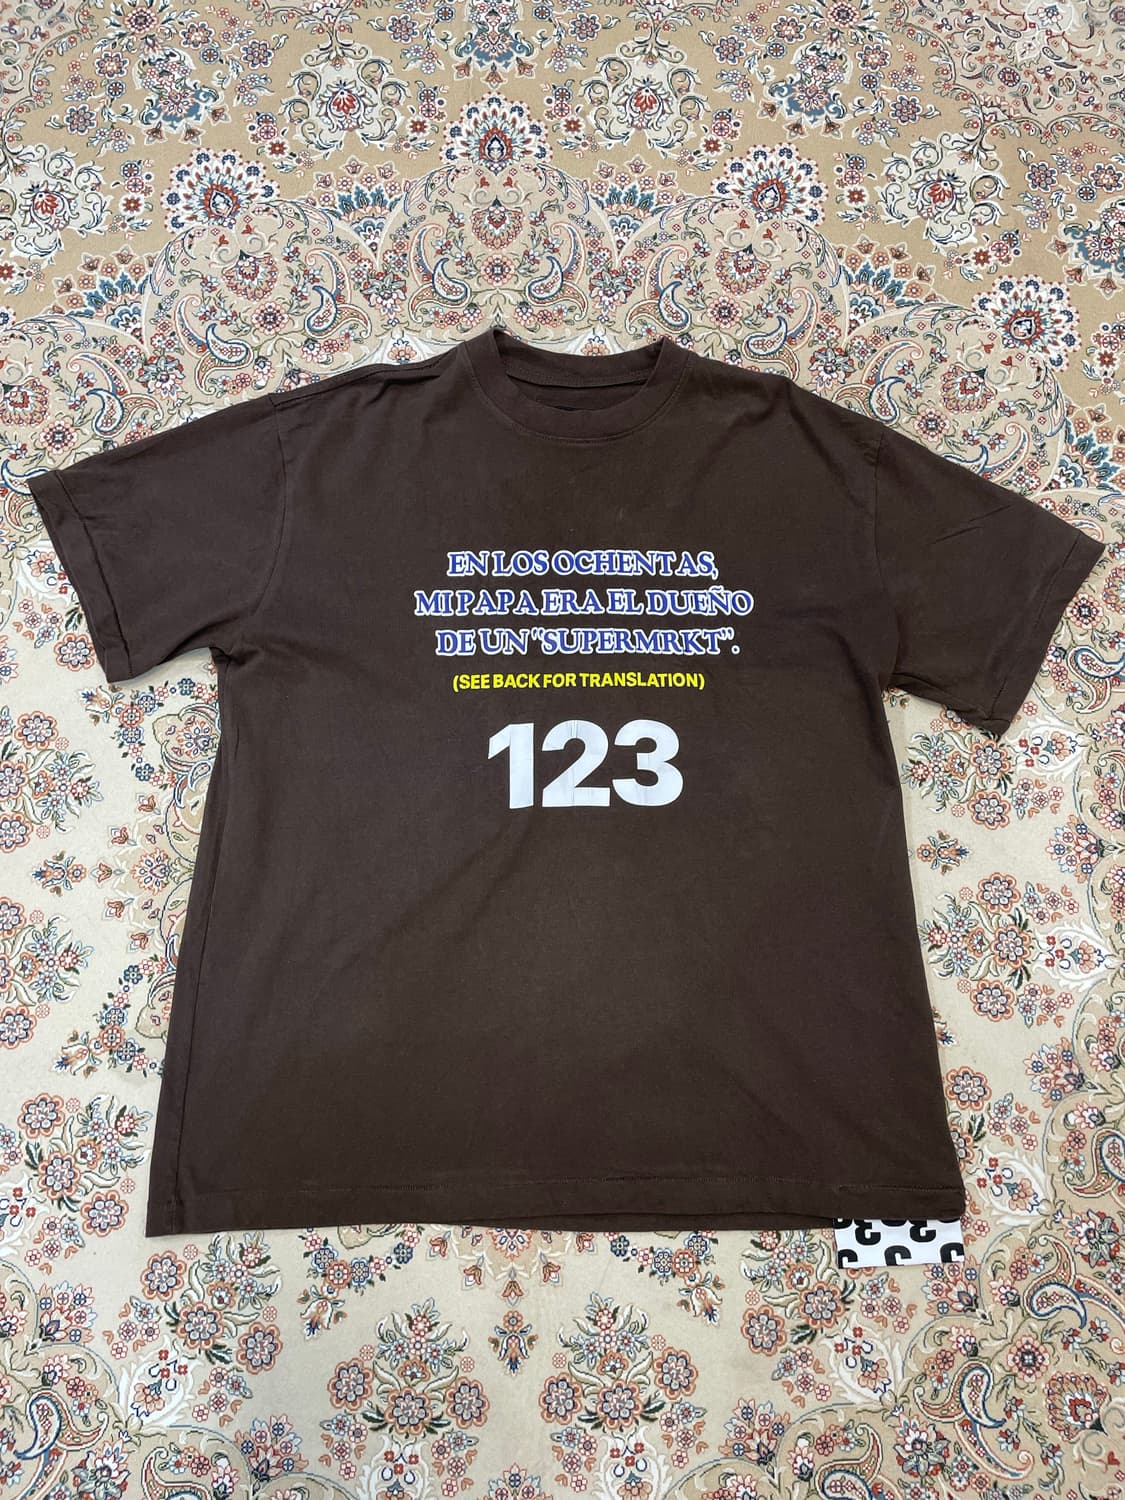 EN LOS OCHENTAS,
MI PAPA ERA EL DUEÑO
DE UN "SUPERMRKT".
(SEE BACK FOR TRANSLATION)
123